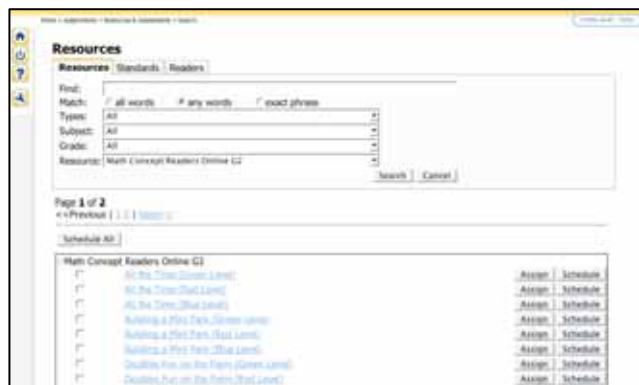 Resources
Resources Standards Readers
Find:
Match: all words any words exact phrase
Types: All
Subject: All
Grade: All
Resource: Math Concept Readers Online G2
Search Cancel
Page 1 of 2
<<Previous | 1 2 |
Schedule All
Math Concept Readers Online G2
All the Time (Green Level) Assign Schedule
All the Time (Red Level) Assign Schedule
All the Time (Blue Level) Assign Schedule
Building a Mini Park (Green Level) Assign Schedule
Building a Mini Park (Red Level) Assign Schedule
Building a Mini Park (Blue Level) Assign Schedule
Doubles Fun on the Farm (Green Level) Assign Schedule
Doubles Fun on the Farm (Red Level) Assign Schedule